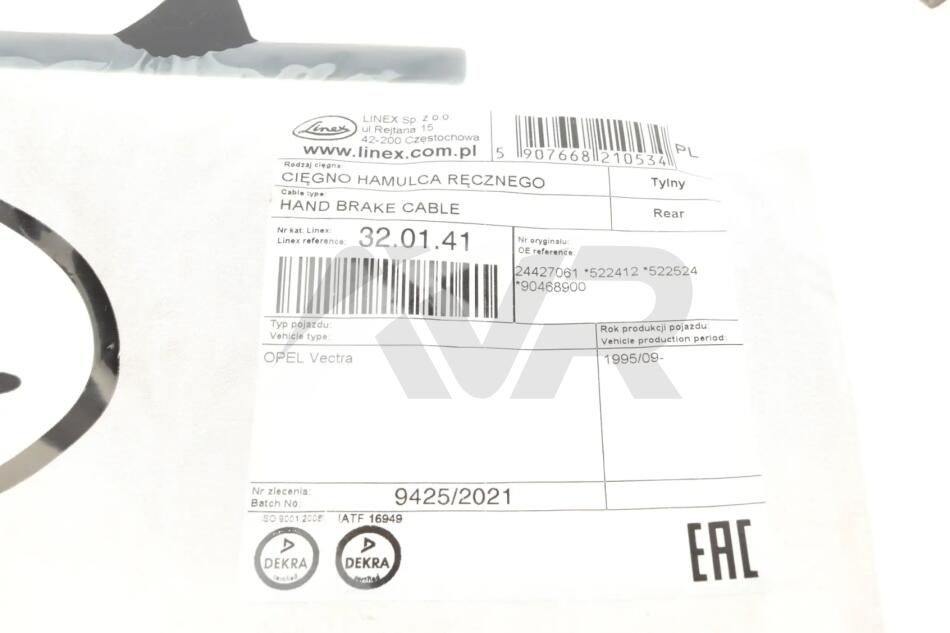 Linex
LINEX Sp. z o.o.
ul Rejtana 15
42-200 Częstochowa
www.linex.com.pl
5 907668 210534 PL
Rodzaj cięgna:
CIĘGNO HAMULCA RĘCZNEGO
Tylny
Cable type:
HAND BRAKE CABLE
Rear
Nr kat. Linex:
Linex reference:
32.01.41
Nr oryginału:
OE reference:
24427061 *522412 *522524
*90468900
Typ pojazdu:
Vehicle type:
Rok produkcji pojazdu:
Vehicle production period:
OPEL Vectra
1995/09-
Nr zlecenia:
Batch No:
9425/2021
ISO 9001:2008
IATF 16949
DEKRA
certified
DEKRA
certified
EAC
AVR